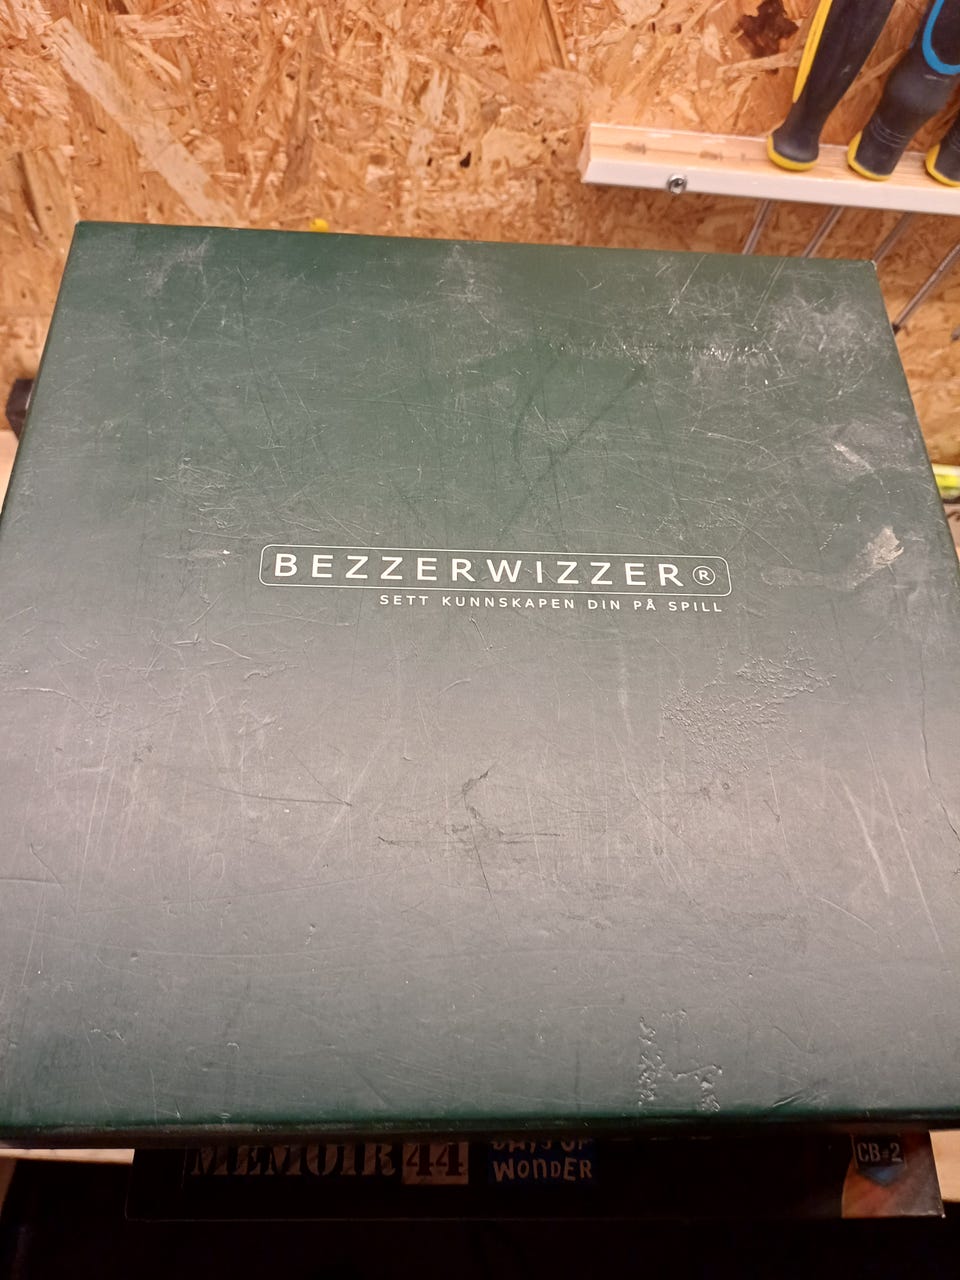 BEZZERWIZZER®
SETT KUNNSKAPEN DIN PÅ SPILL
MEMOIR 44
DAYS OF
WONDER
CB#2